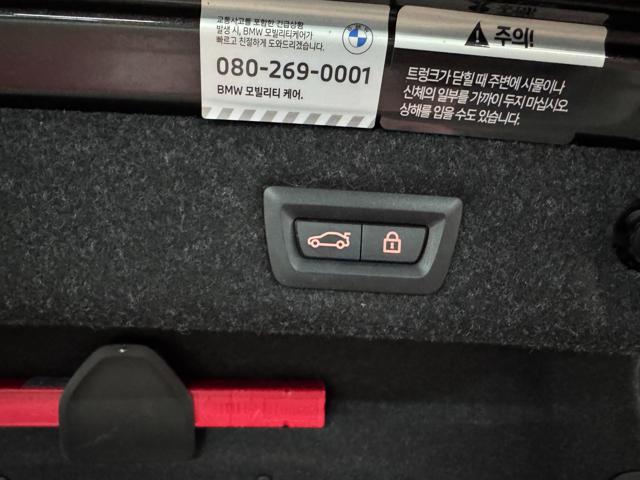 교통사고를 포함한 긴급상황
발생 시, BMW 모빌리티케어가
빠르고 친절하게 도와드리겠습니다.
080-269-0001
BMW 모빌리티 케어.
주의!
트렁크가 닫힐 때 주변에 사물이나
신체의 일부를 가까이 두지 마십시오.
상해를 입을 수도 있습니다.